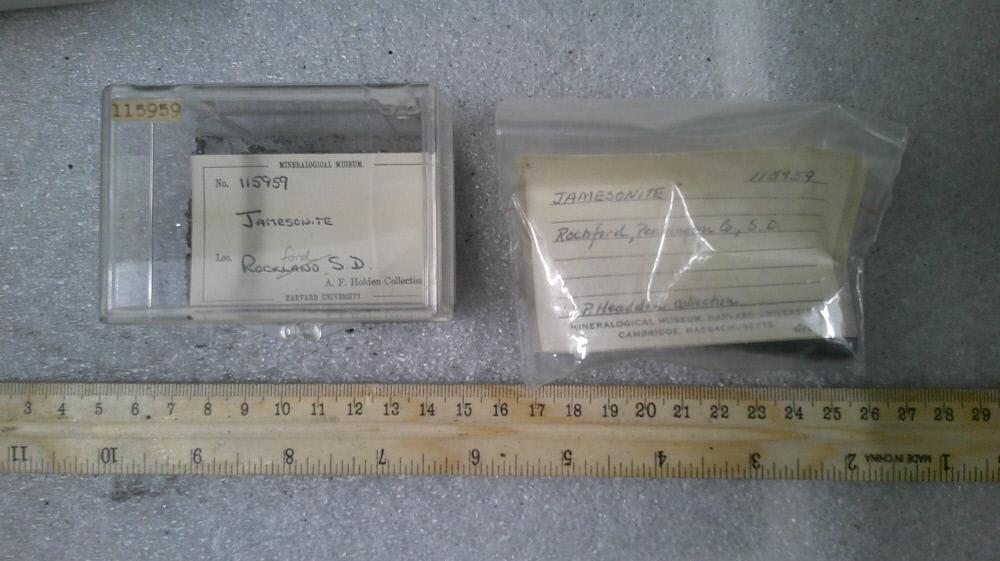 115959
MINERALOGICAL MUSEUM.
No. 115959
JAMESONITE
ford
Loc. ROCKLAND, S.D.
A. F. Holden Collection
HARVARD UNIVERSITY.
115959
JAMESONITE
Rochford, Pennington Co., S.D.
P. Headden collection
MINERALOGICAL MUSEUM, HARVARD UNIVERSITY
CAMBRIDGE, MASSACHUSETTS
3 4 5 6 7 8 9 10 11 12 13 14 15 16 17 18 19 20 21 22 23 24 25 26 27 28 29
11 10 9 8 7 6 5 4 3 2 MADE IN CHINA 1